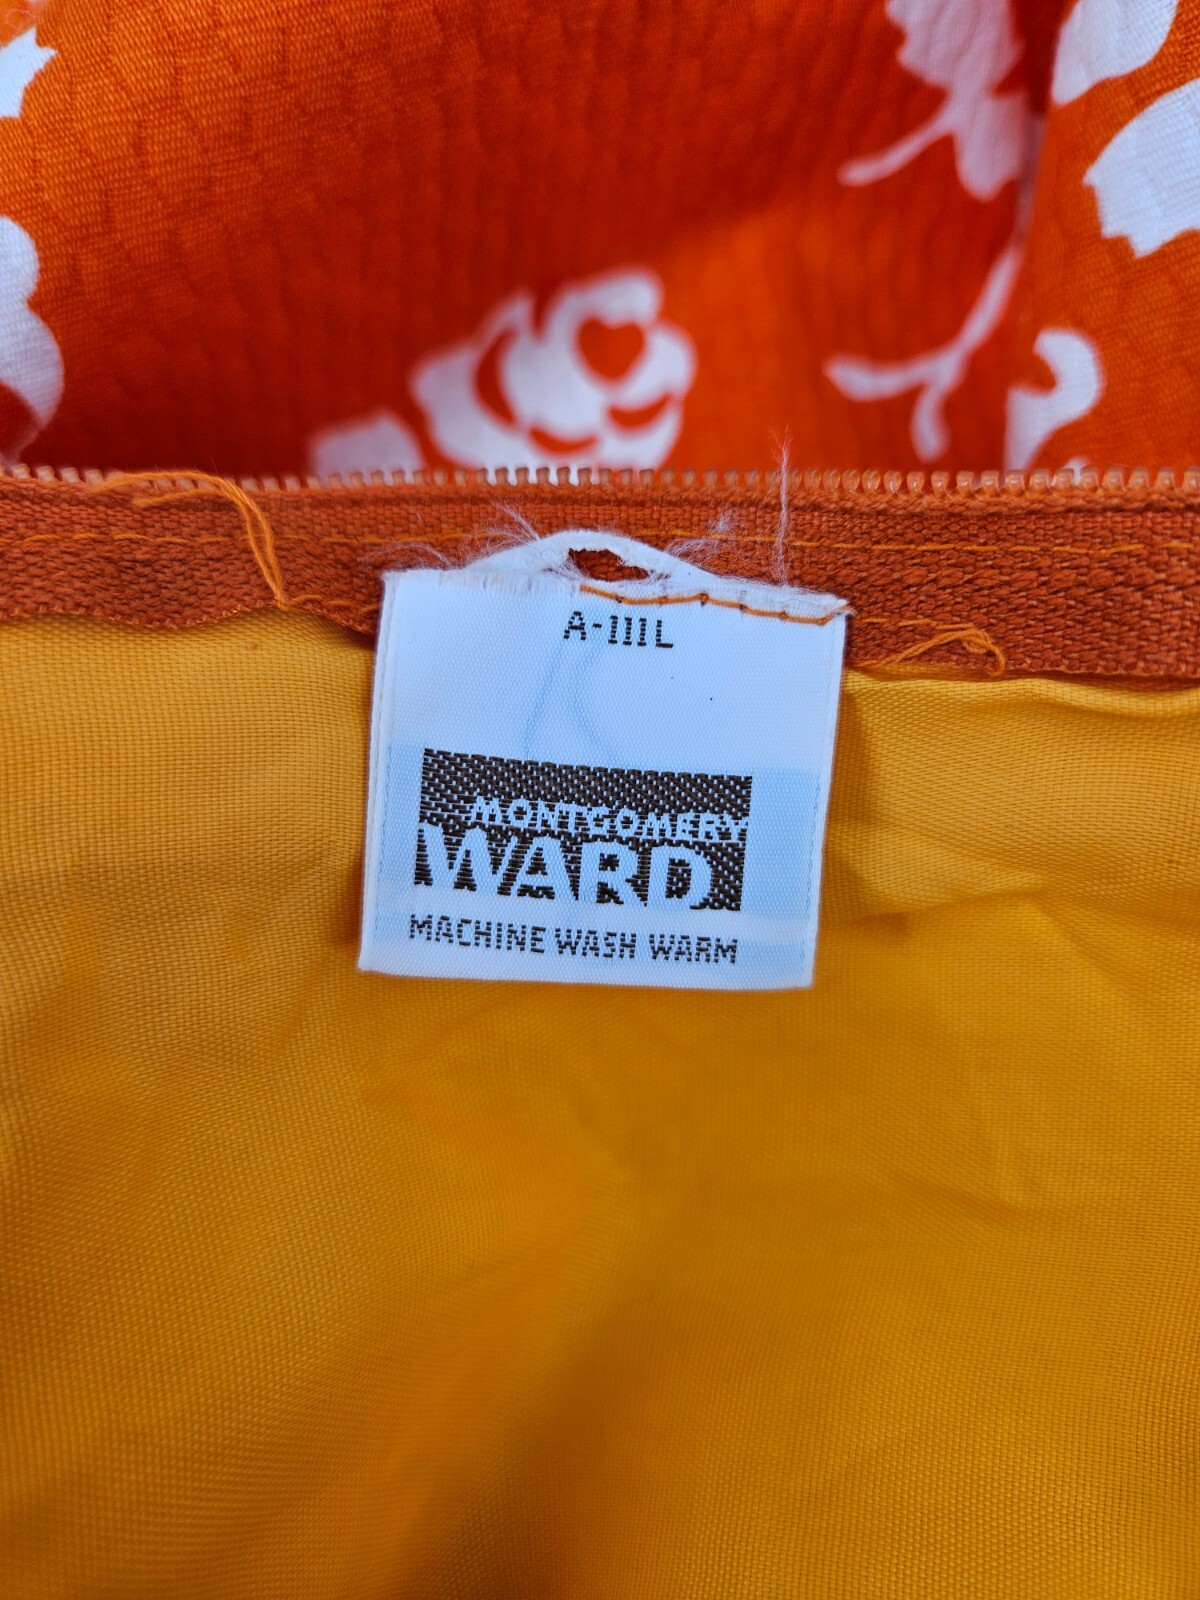 A-111L
MONTGOMERY
WARD
MACHINE WASH WARM